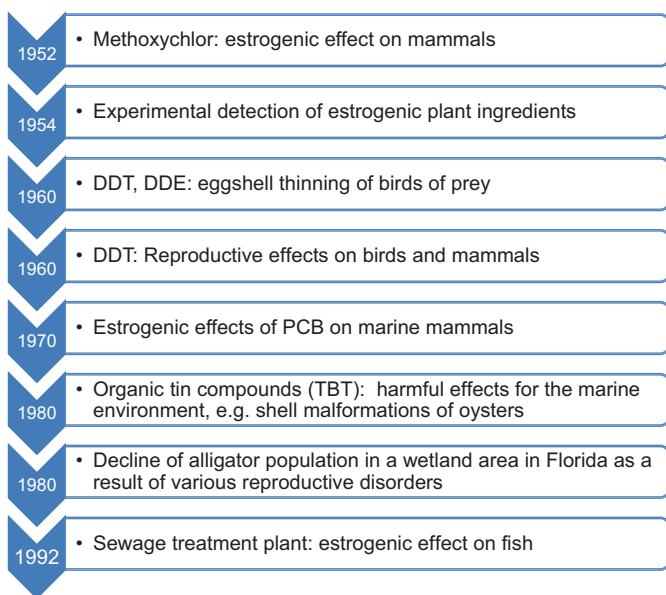 1952
• Methoxychlor: estrogenic effect on mammals
1954
• Experimental detection of estrogenic plant ingredients
1960
• DDT, DDE: eggshell thinning of birds of prey
1960
• DDT: Reproductive effects on birds and mammals
1970
• Estrogenic effects of PCB on marine mammals
1980
• Organic tin compounds (TBT): harmful effects for the marine
environment, e.g. shell malformations of oysters
1980
• Decline of alligator population in a wetland area in Florida as a
result of various reproductive disorders
1992
• Sewage treatment plant: estrogenic effect on fish